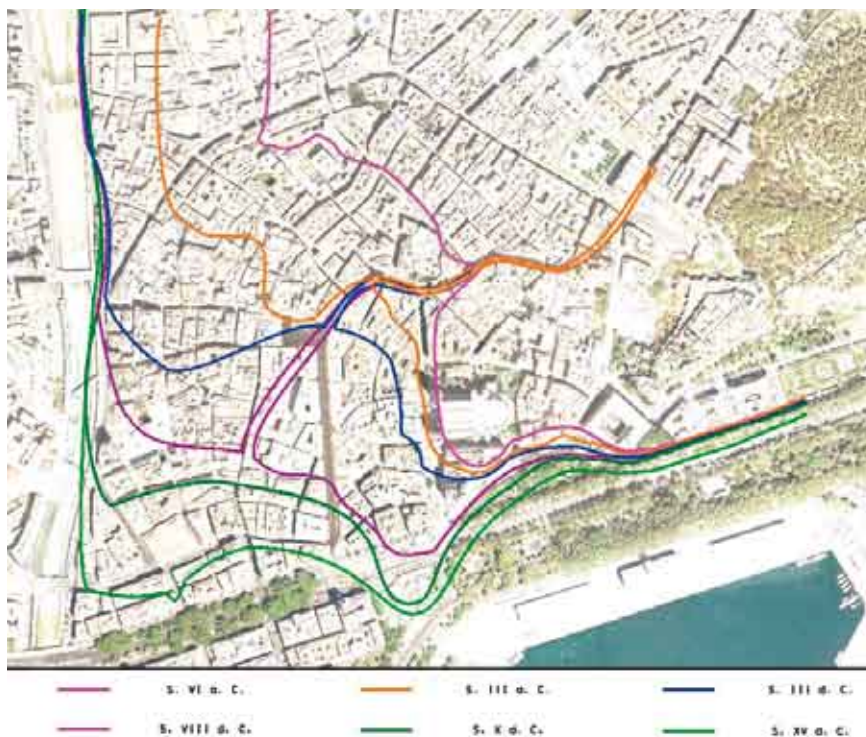 S. VI a. C. S. III a. C. S. III d. C.
S. VIII d. C. S. X d. C. S. XV d. C.